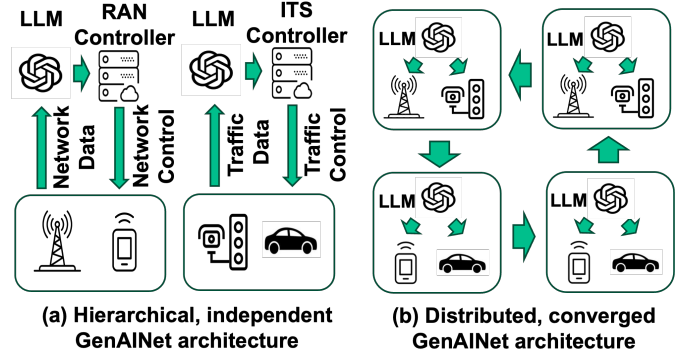 LLM
RAN
Controller
LLM
ITS
Controller
Network
Data
Network
Control
Traffic
Data
Traffic
Control
(a) Hierarchical, independent
GenAINet architecture
LLM
LLM
LLM
LLM
(b) Distributed, converged
GenAINet architecture